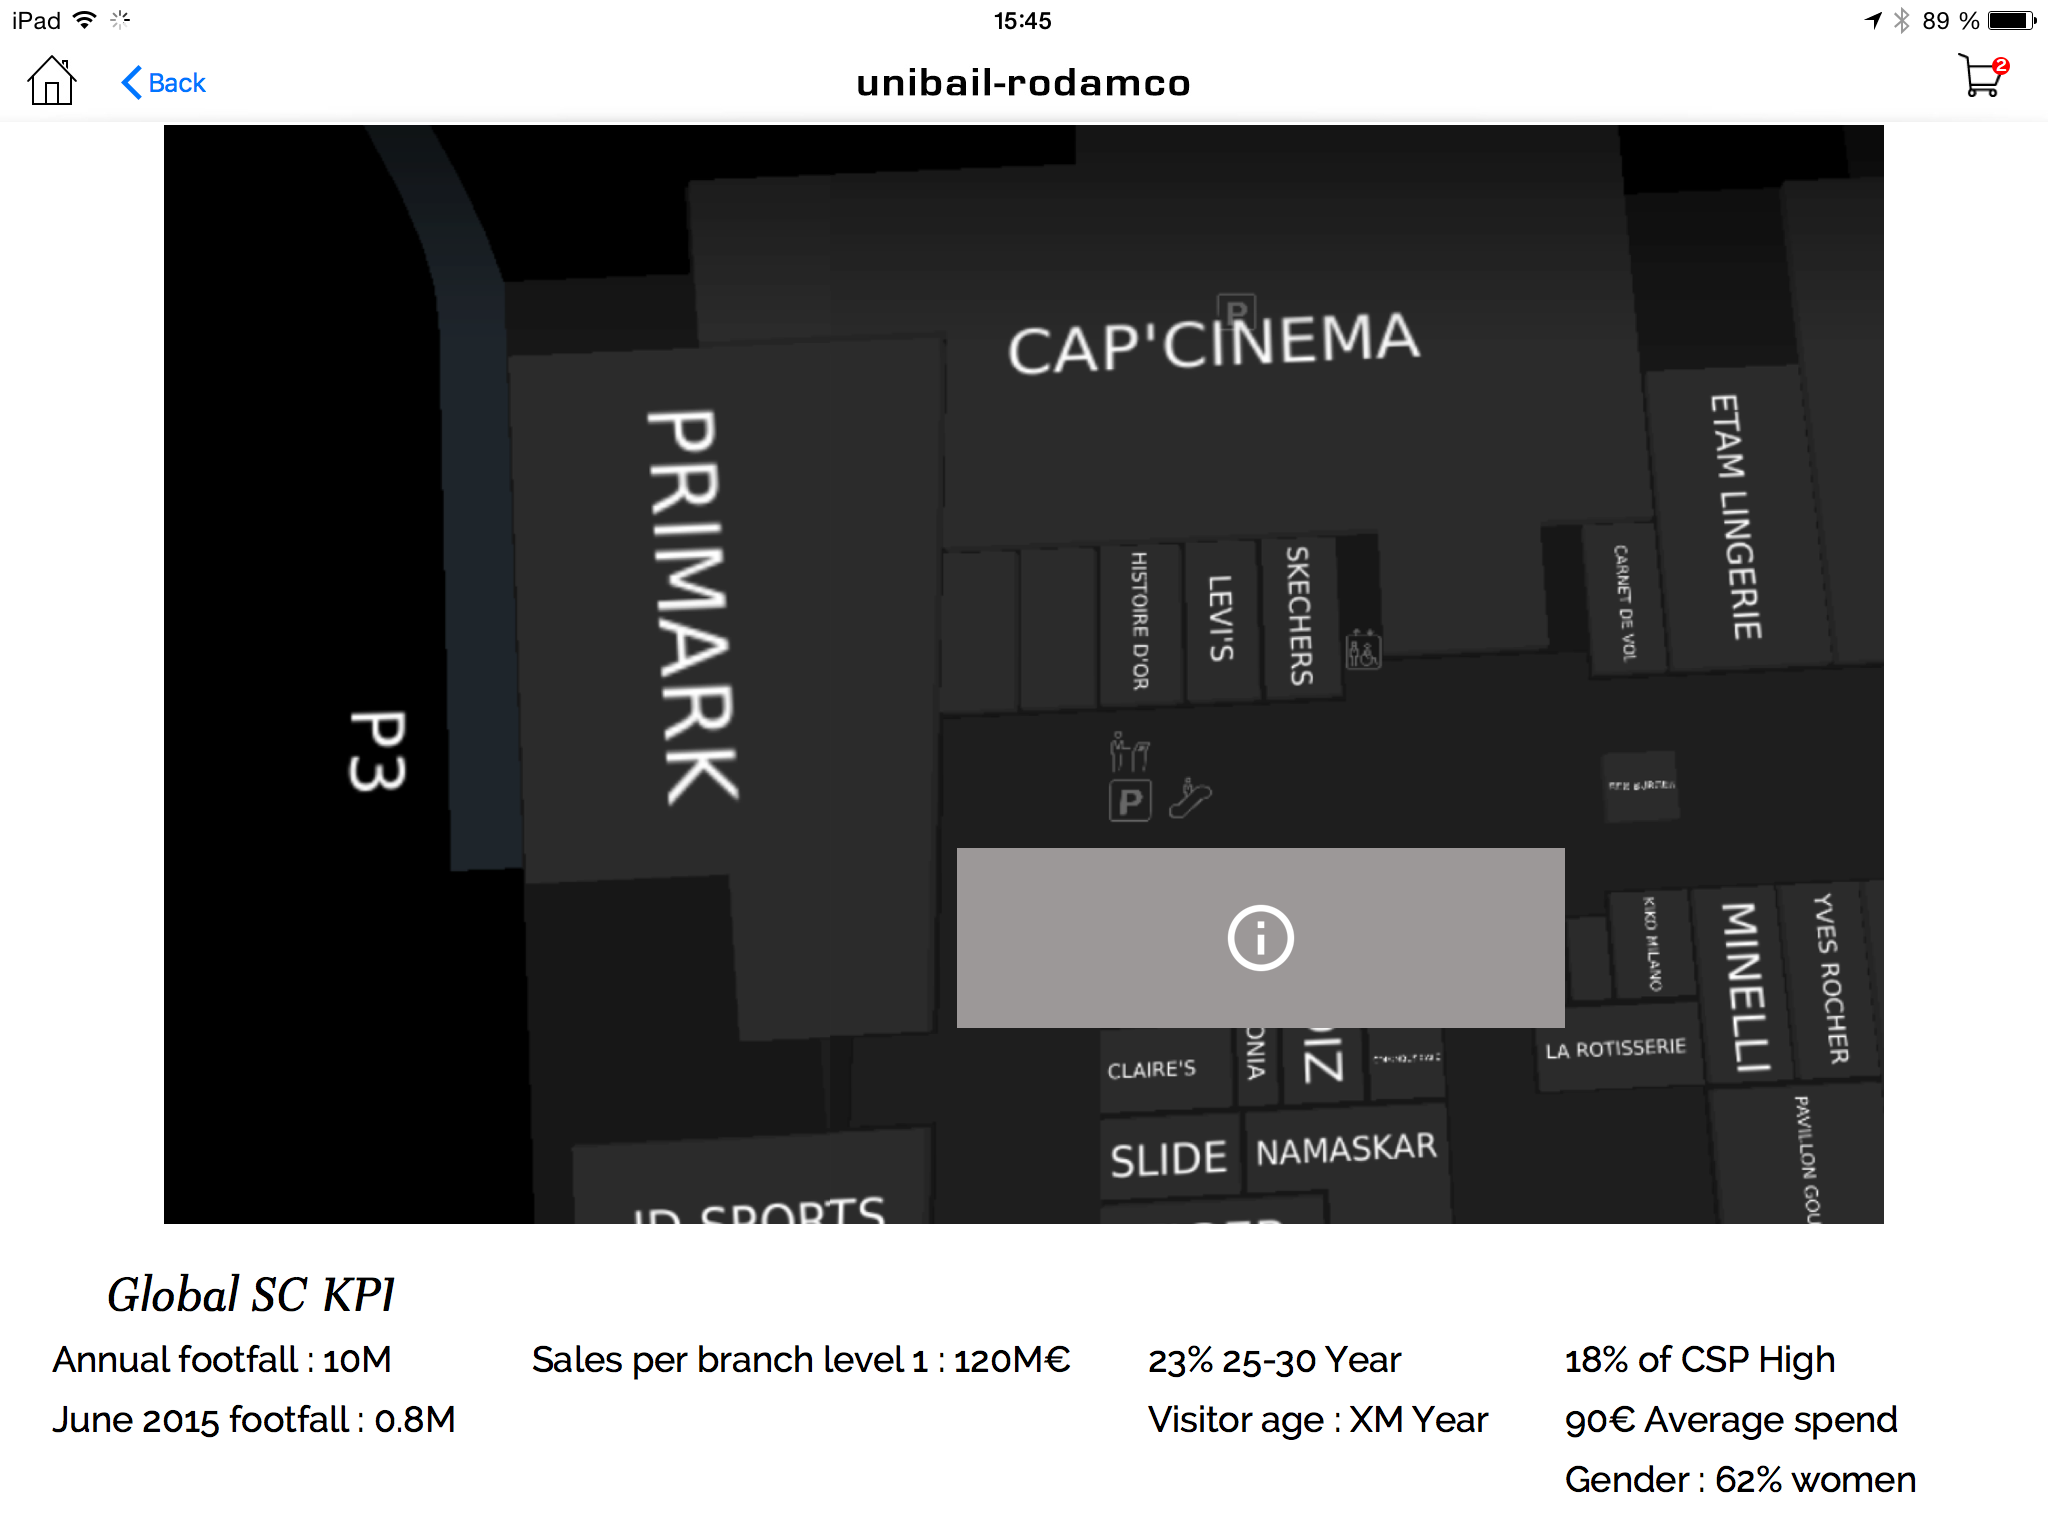 iPad 15:45 89 %
Back unibail-rodamco 2
P
CAP'CINEMA
PRIMARK
ETAM LINGERIE
HISTOIRE D'OR
LEVI'S
SKECHERS
CARNET DE VOL
P3
P
KIKO MILANO
MINELLI
YVES ROCHER
LA ROTISSERIE
CLAIRE'S
ONIA
OIZ
SLIDE
NAMASKAR
PAVILLON GOU
JD SPORTS
Global SC KPI
Annual footfall : 10M
June 2015 footfall : 0.8M
Sales per branch level 1 : 120M€
23% 25-30 Year
Visitor age : XM Year
18% of CSP High
90€ Average spend
Gender : 62% women